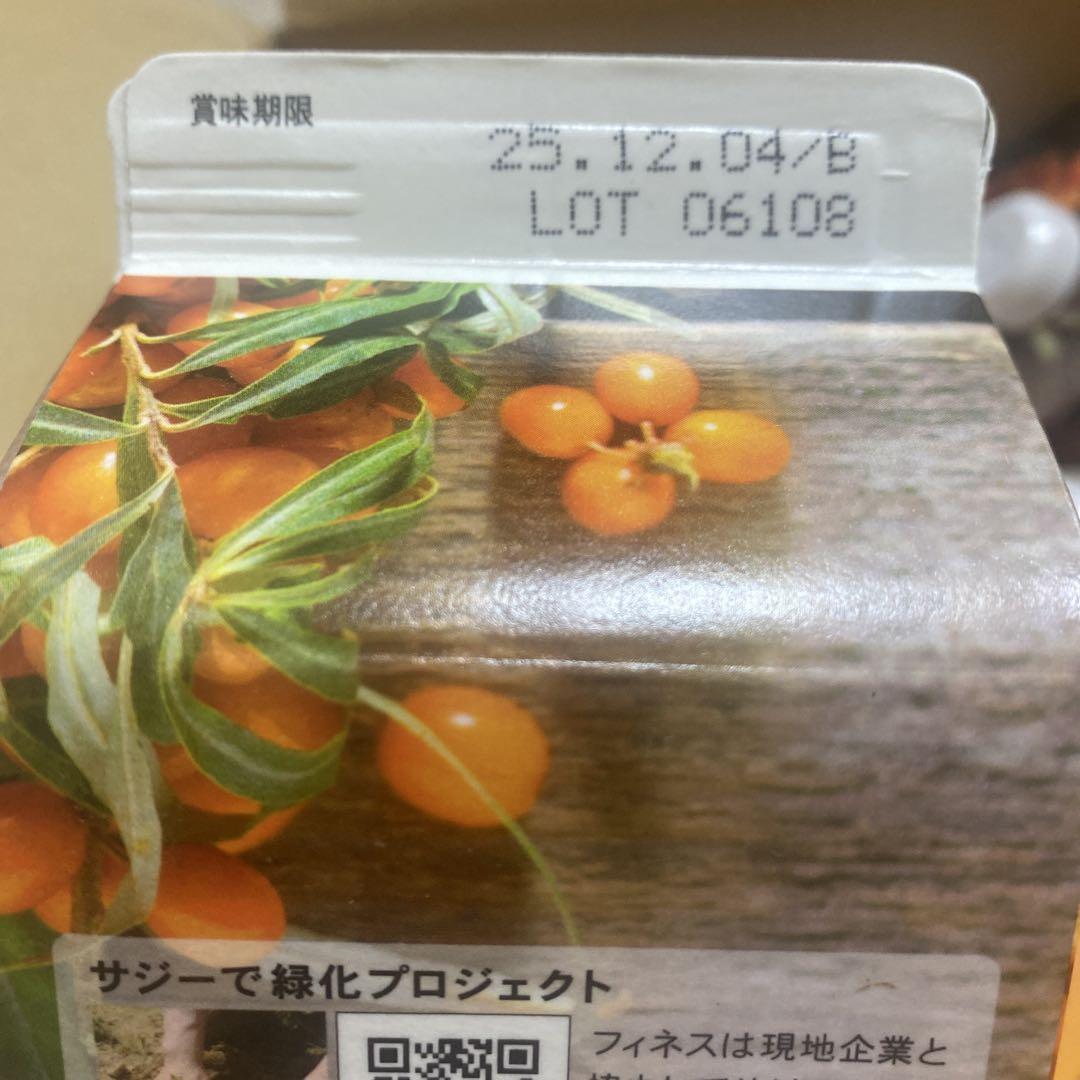 賞味期限
25.12.04/B
LOT 06108
サジーで緑化プロジェクト
フィネスは現地企業と